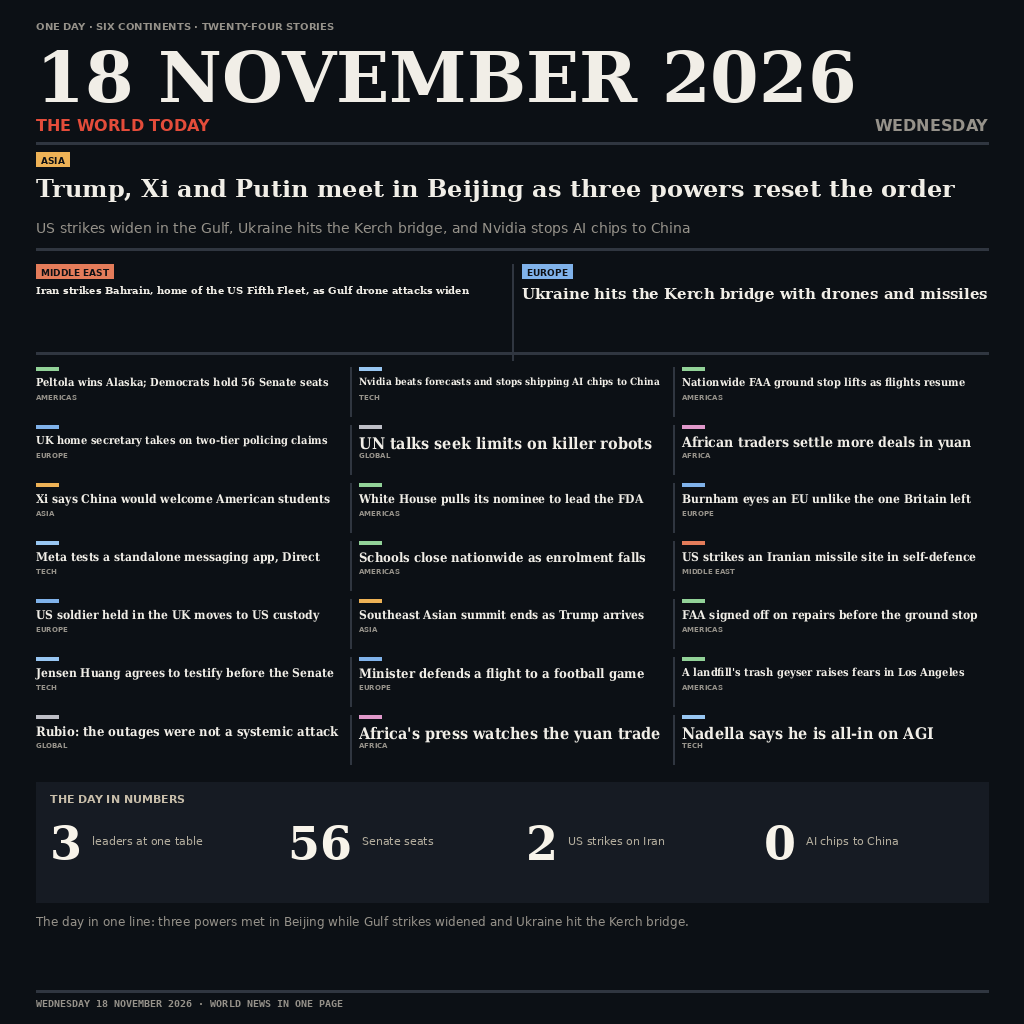 ONE DAY · SIX CONTINENTS · TWENTY-FOUR STORIES
18 NOVEMBER 2026
THE WORLD TODAY
WEDNESDAY
ASIA
Trump, Xi and Putin meet in Beijing as three powers reset the order
US strikes widen in the Gulf, Ukraine hits the Kerch bridge, and Nvidia stops AI chips to China
MIDDLE EAST
Iran strikes Bahrain, home of the US Fifth Fleet, as Gulf drone attacks widen
EUROPE
Ukraine hits the Kerch bridge with drones and missiles
Peltola wins Alaska; Democrats hold 56 Senate seats
AMERICAS
Nvidia beats forecasts and stops shipping AI chips to China
TECH
Nationwide FAA ground stop lifts as flights resume
AMERICAS
UK home secretary takes on two-tier policing claims
EUROPE
UN talks seek limits on killer robots
GLOBAL
African traders settle more deals in yuan
AFRICA
Xi says China would welcome American students
ASIA
White House pulls its nominee to lead the FDA
AMERICAS
Burnham eyes an EU unlike the one Britain left
EUROPE
Meta tests a standalone messaging app, Direct
TECH
Schools close nationwide as enrolment falls
AMERICAS
US strikes an Iranian missile site in self-defence
MIDDLE EAST
US soldier held in the UK moves to US custody
EUROPE
Southeast Asian summit ends as Trump arrives
ASIA
FAA signed off on repairs before the ground stop
AMERICAS
Jensen Huang agrees to testify before the Senate
TECH
Minister defends a flight to a football game
EUROPE
A landfill's trash geyser raises fears in Los Angeles
AMERICAS
Rubio: the outages were not a systemic attack
GLOBAL
Africa's press watches the yuan trade
AFRICA
Nadella says he is all-in on AGI
TECH
THE DAY IN NUMBERS
3 leaders at one table
56 Senate seats
2 US strikes on Iran
0 AI chips to China
The day in one line: three powers met in Beijing while Gulf strikes widened and Ukraine hit the Kerch bridge.
WEDNESDAY 18 NOVEMBER 2026 · WORLD NEWS IN ONE PAGE